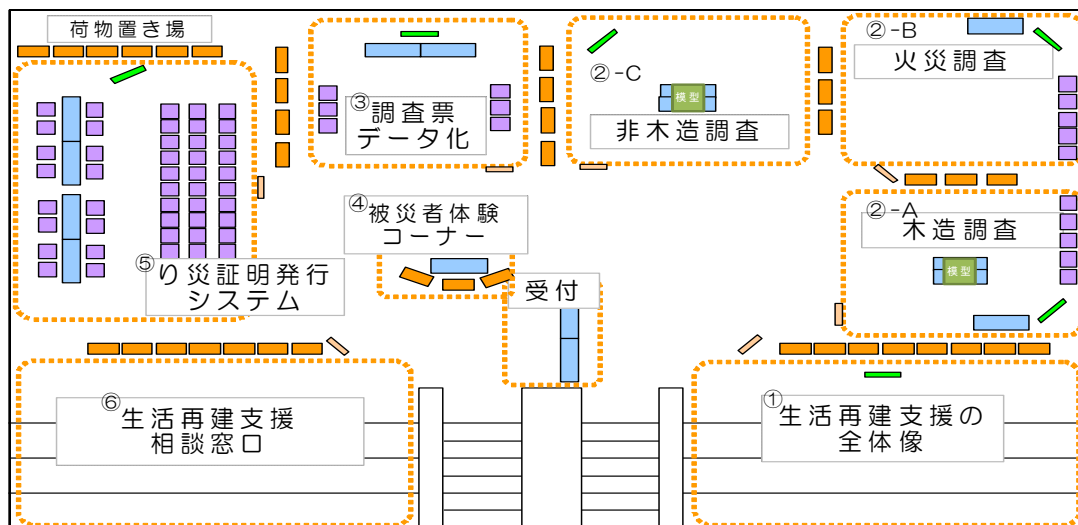 荷物置き場
③調査票
データ化
②-C
模型
非木造調査
②-B
火災調査
②-A
木造調査
模型
④被災者体験
コーナー
受付
⑤り災証明発行
システム
⑥生活再建支援
相談窓口
①生活再建支援の
全体像